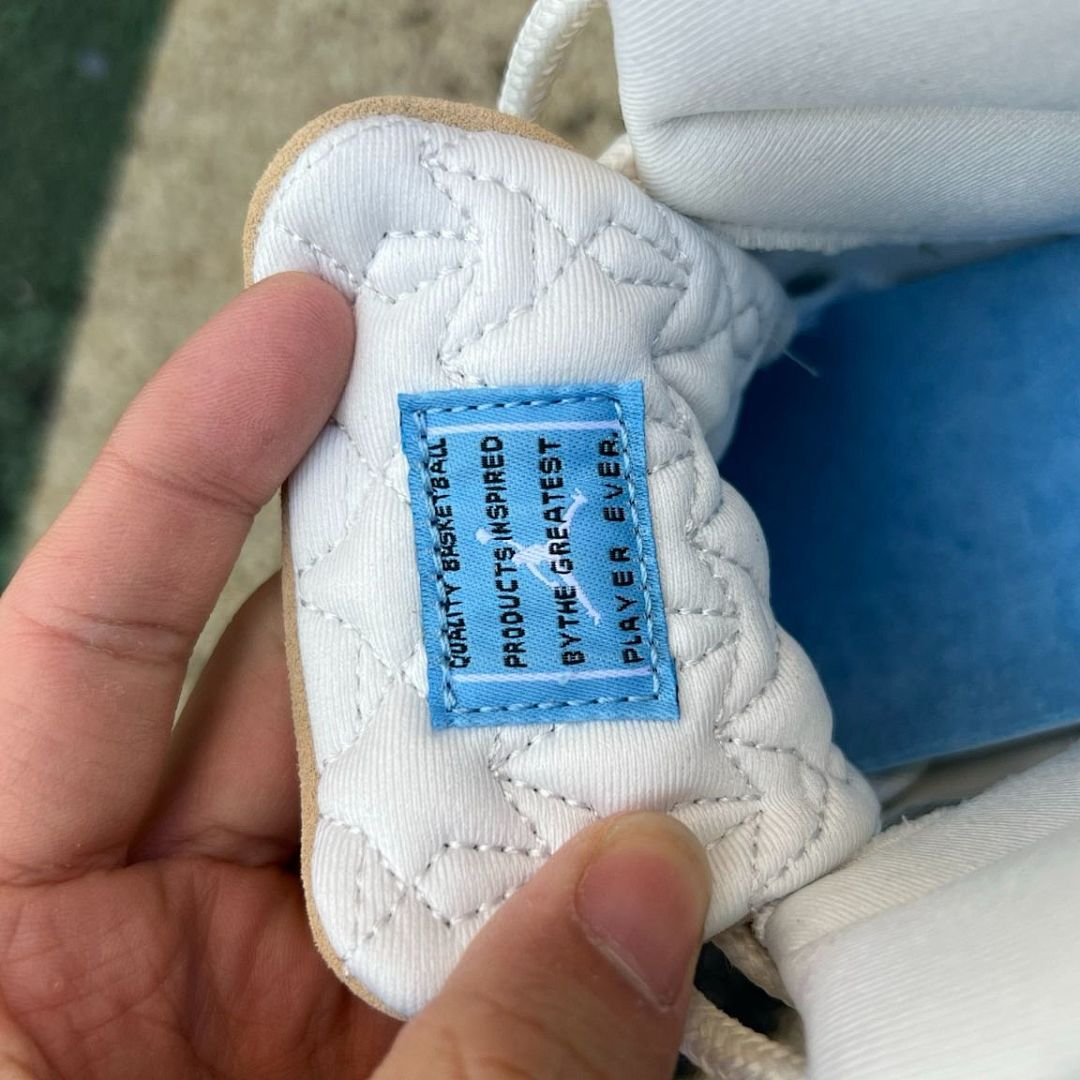 QUALITY BASKETBALL
PRODUCTS INSPIRED
BY THE GREATEST
PLAYER EVER.